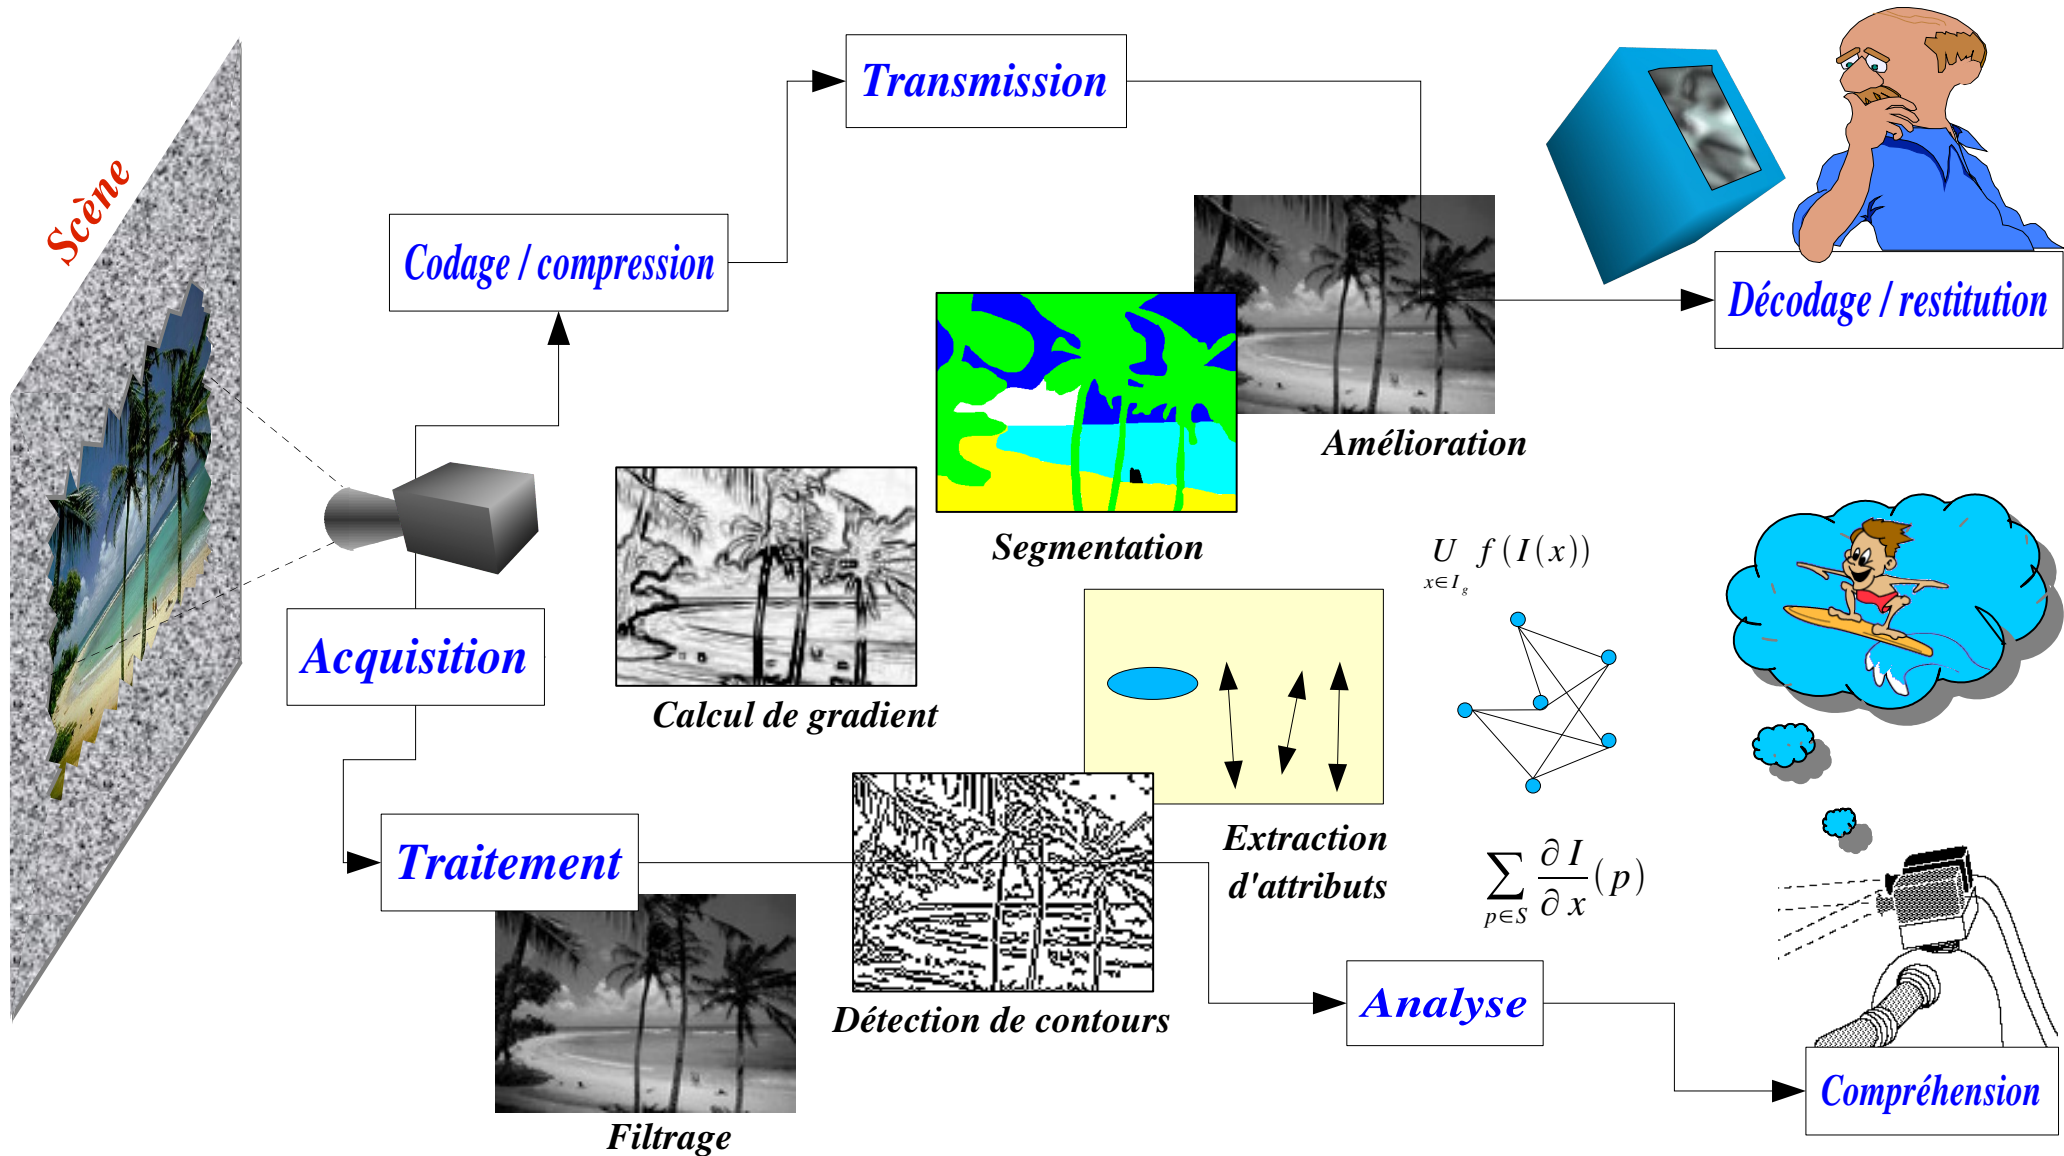 Scène
Transmission
Codage / compression
Décodage / restitution
Amélioration
Segmentation
Acquisition
Calcul de gradient
U f(I(x))
x∈I_g
Traitement
Extraction
d'attributs
∑ ∂I/∂x (p)
p∈S
Détection de contours
Analyse
Filtrage
Compréhension